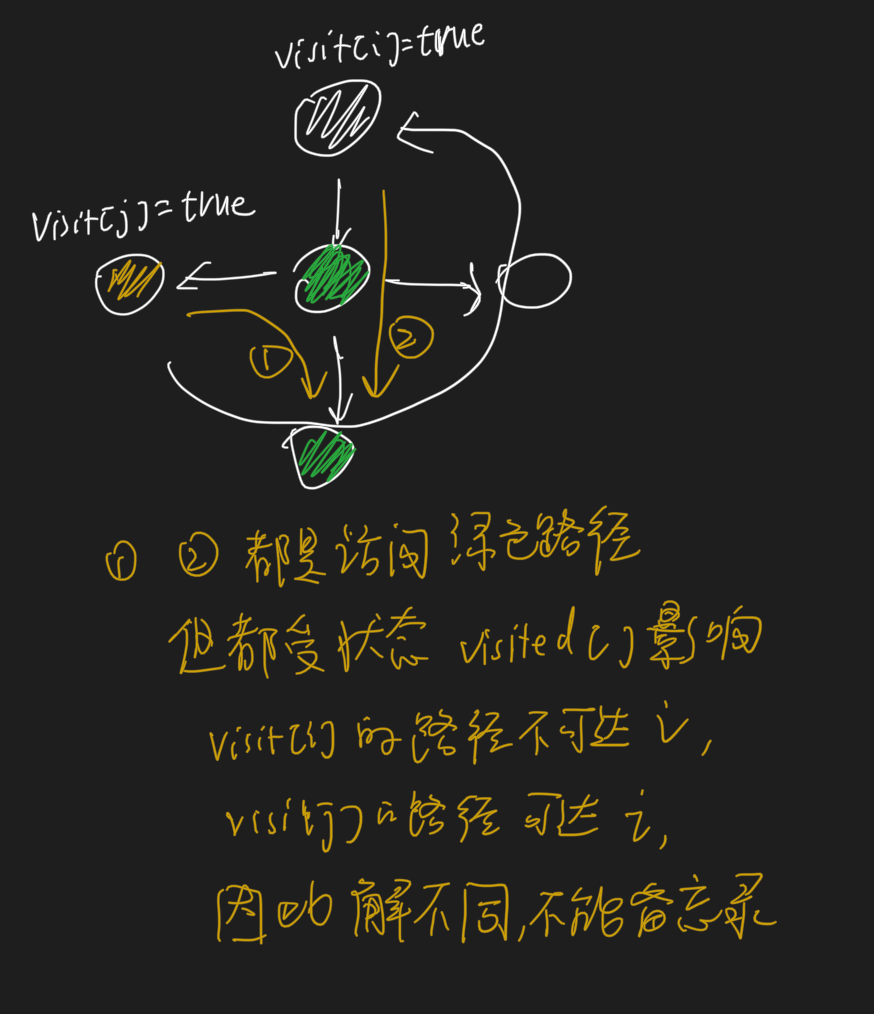 visit[i]=true
visit[j]=true
①
②
① ② 都是访问 绿色路径
但都受状态 visited[] 影响
visit[i] 的路径不可达 i,
visit[j] 的路径 可达 i,
因此 解不同,不能备忘录